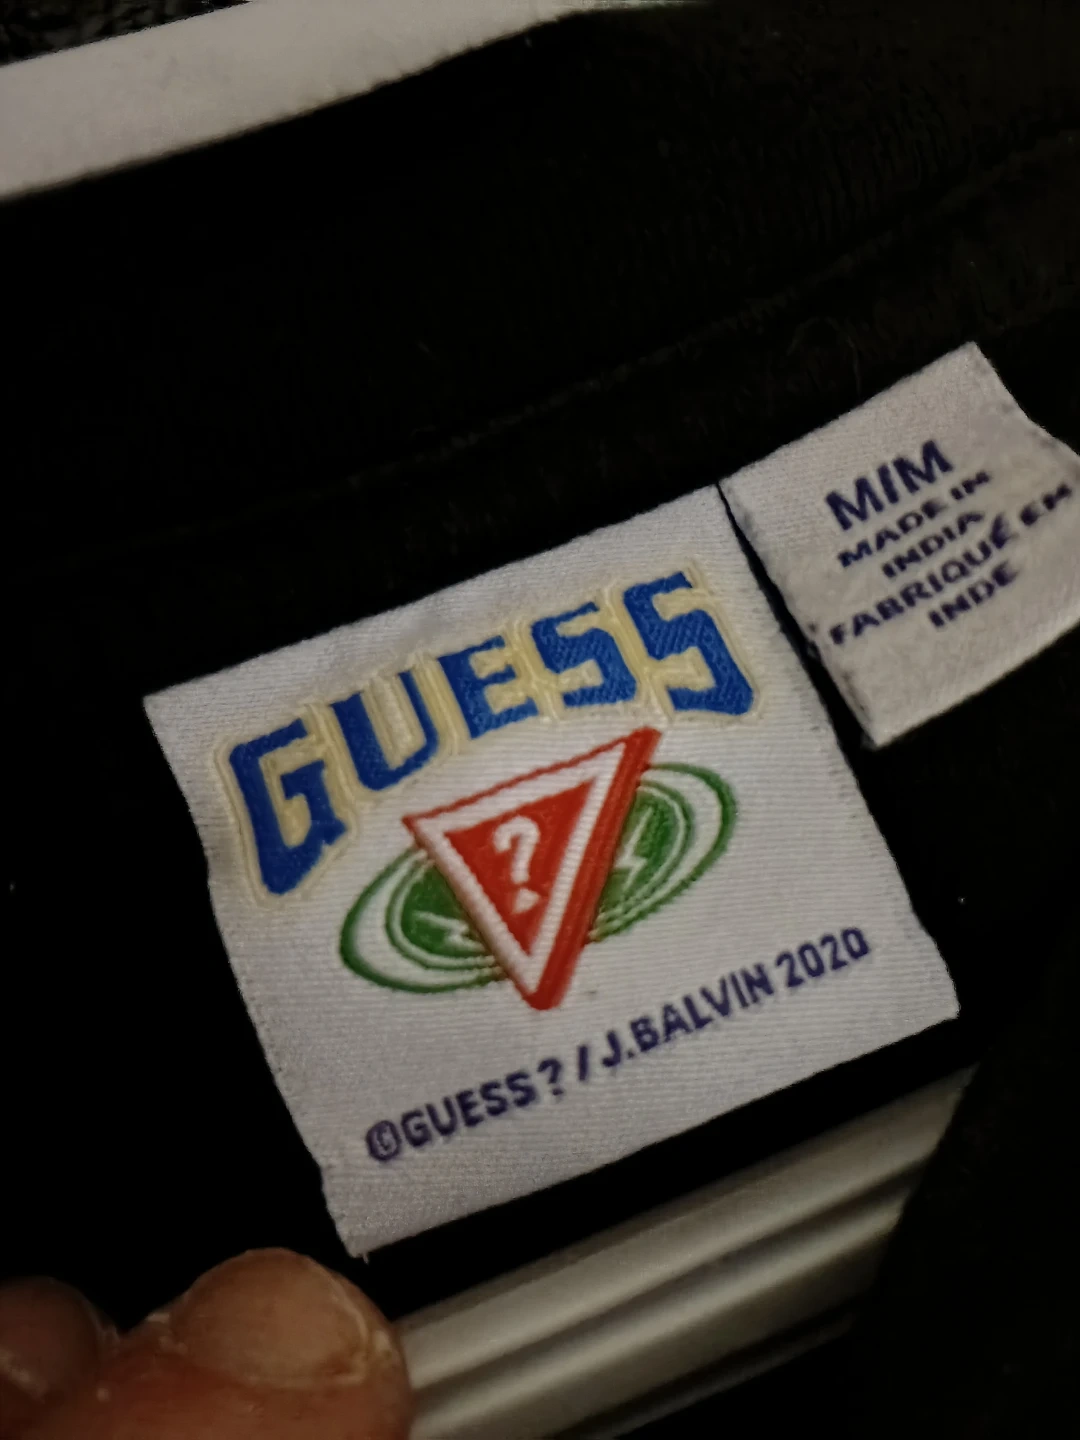 GUESS
?
©GUESS?/J.BALVIN 2020
M/M
MADE IN
INDIA
FABRIQUÉ EN
INDE